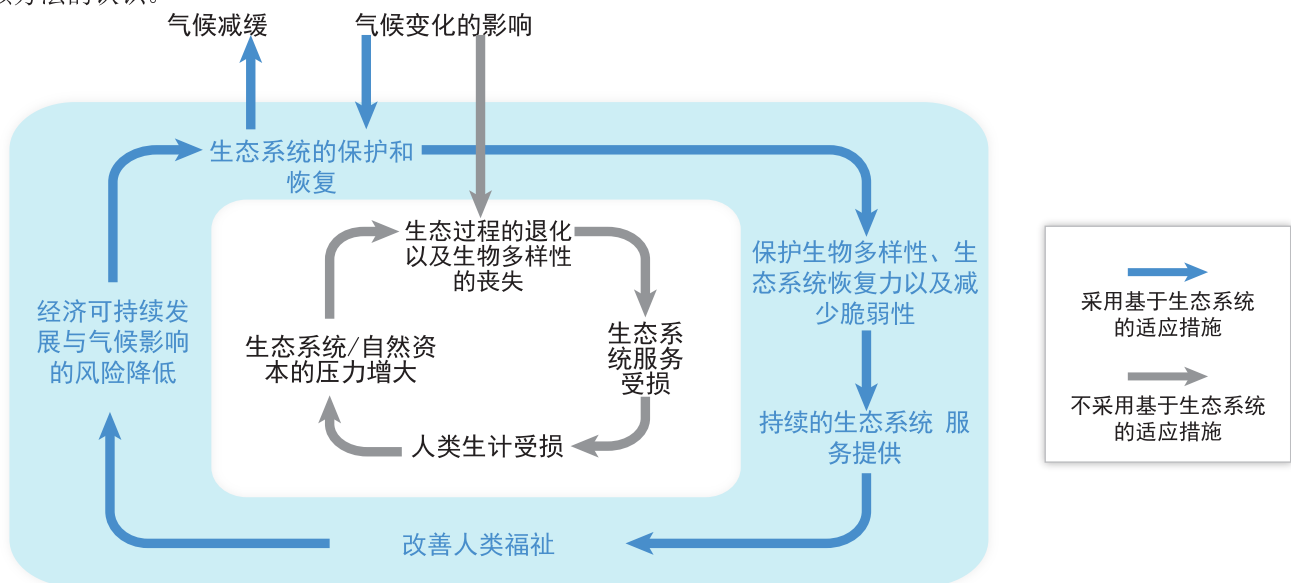 气候减缓
气候变化的影响
生态系统的保护和
恢复
生态过程的退化
以及生物多样性
的丧失
保护生物多样性、生
态系统恢复力以及减
少脆弱性
经济可持续发
展与气候影响
的风险降低
生态系统/自然资
本的压力增大
生态系
统服务
受损
人类生计受损
持续的生态系统 服
务提供
改善人类福祉
采用基于生态系统
的适应措施
不采用基于生态系统
的适应措施